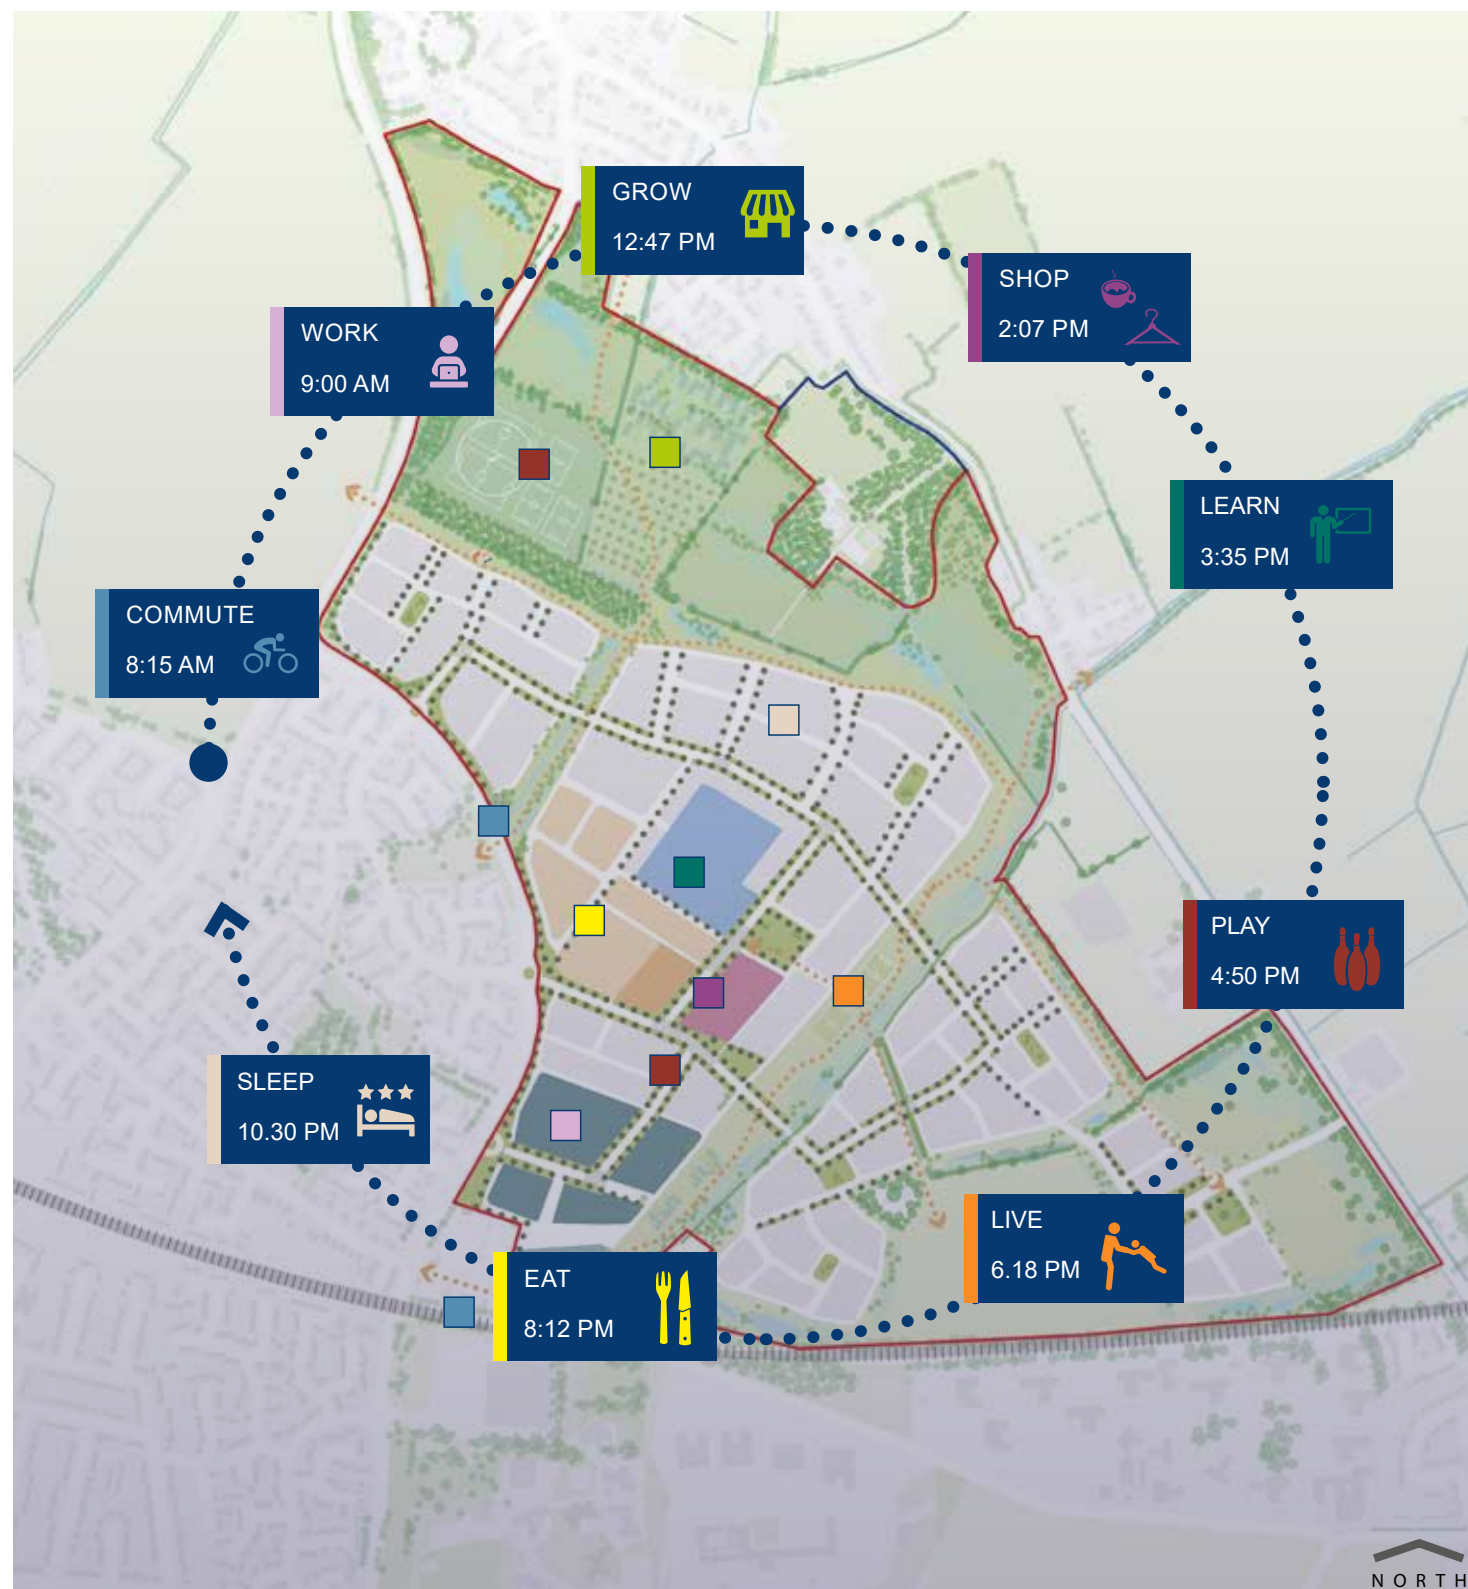 GROW
12:47 PM
SHOP
2:07 PM
WORK
9:00 AM
LEARN
3:35 PM
COMMUTE
8:15 AM
PLAY
4:50 PM
SLEEP
10.30 PM
LIVE
6.18 PM
EAT
8:12 PM
NORTH